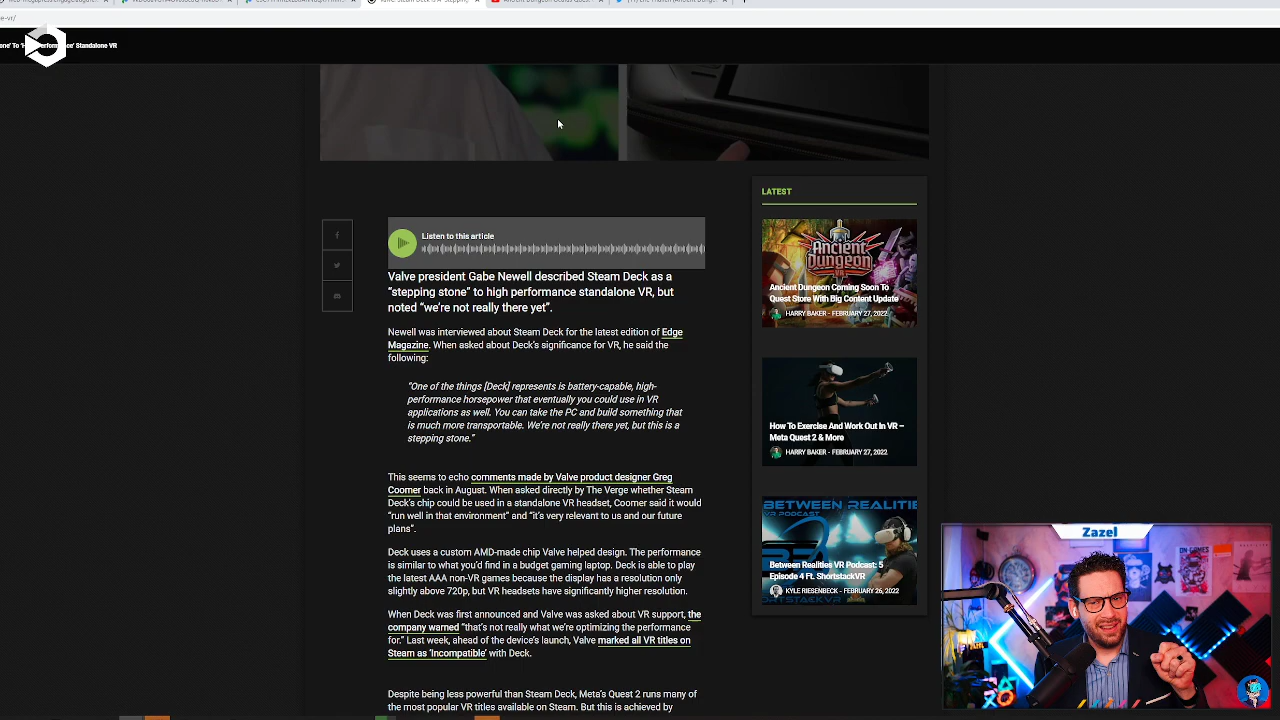 e-vr/
one' To 'H Performance' Standalone VR
Listen to this article
Valve president Gabe Newell described Steam Deck as a
“stepping stone” to high performance standalone VR, but
noted “we’re not really there yet”.
Newell was interviewed about Steam Deck for the latest edition of Edge
Magazine. When asked about Deck’s significance for VR, he said the
following:
“One of the things [Deck] represents is battery-capable, high-
performance horsepower that eventually you could use in VR
applications as well. You can take the PC and build something that
is much more transportable. We’re not really there yet, but this is a
stepping stone.”
This seems to echo comments made by Valve product designer Greg
Coomer back in August. When asked directly by The Verge whether Steam
Deck’s chip could be used in a standalone VR headset, Coomer said it would
“run well in that environment” and “it’s very relevant to us and our future
plans”.
Deck uses a custom AMD-made chip Valve helped design. The performance
is similar to what you’d find in a budget gaming laptop. Deck is able to play
the latest AAA non-VR games because the display has a resolution only
slightly above 720p, but VR headsets have significantly higher resolution.
When Deck was first announced and Valve was asked about VR support, the
company warned “that’s not really what we’re optimizing the performance
for.” Last week, ahead of the device’s launch, Valve marked all VR titles on
Steam as ‘Incompatible’ with Deck.
Despite being less powerful than Steam Deck, Meta’s Quest 2 runs many of
the most popular VR titles available on Steam. But this is achieved by
LATEST
Ancient Dungeon
VR
Ancient Dungeon Coming Soon To
Quest Store With Big Content Update
HARRY BAKER - FEBRUARY 27, 2022
How To Exercise And Work Out In VR –
Meta Quest 2 & More
HARRY BAKER - FEBRUARY 27, 2022
BETWEEN REALITIE
VR PODCAST
Between Realities VR Podcast: 5
Episode 4 Ft. ShortstackVR
KYLE RIESENBECK - FEBRUARY 26, 2022
Zazel